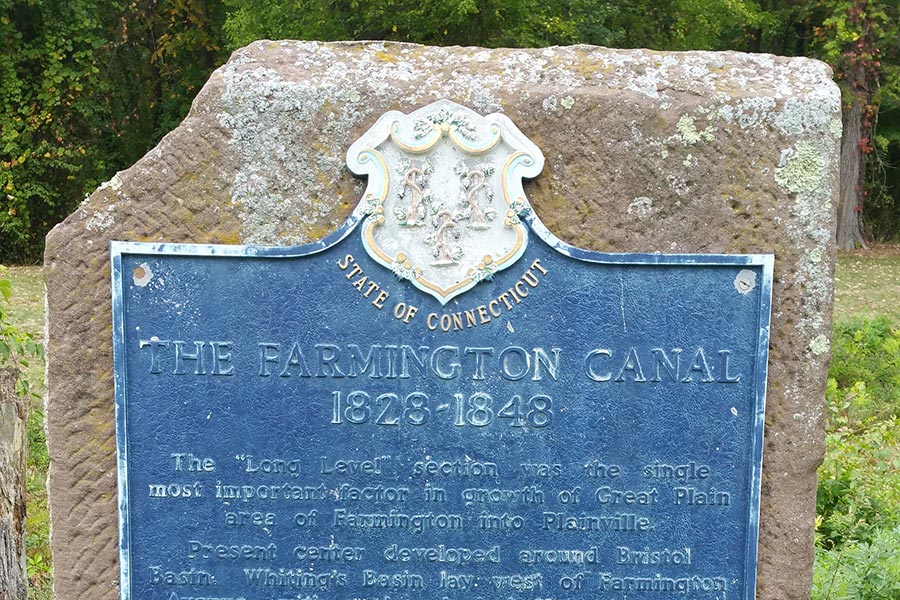 STATE OF CONNECTICUT
THE FARMINGTON CANAL
1828-1848
The "Long Level" section was the single
most important factor in growth of Great Plain
area of Farmington into Plainville.
Present center developed around Bristol
Basin. Whiting's Basin lay west of Farmington